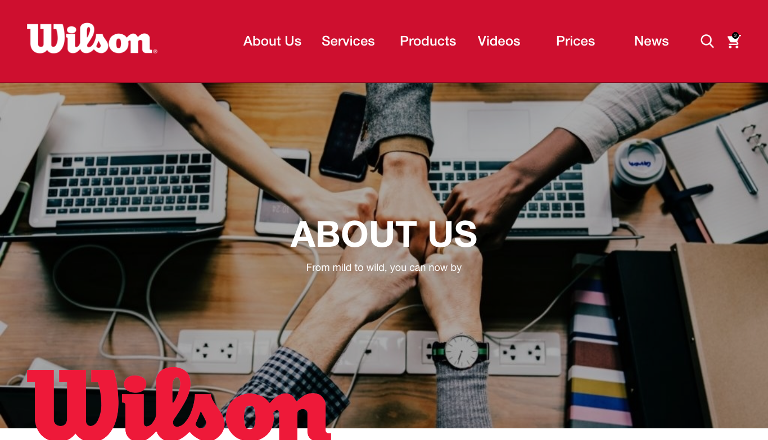 Wilson
About Us Services Products Videos Prices News
ABOUT US
From mild to wild, you can now by
Wilson